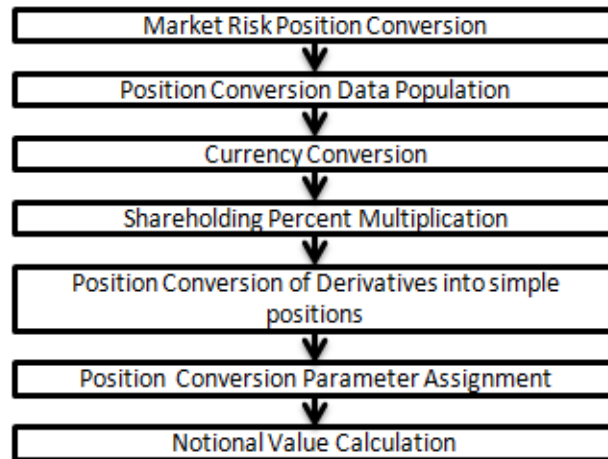 Market Risk Position Conversion
Position Conversion Data Population
Currency Conversion
Shareholding Percent Multiplication
Position Conversion of Derivatives into simple
positions
Position Conversion Parameter Assignment
Notional Value Calculation